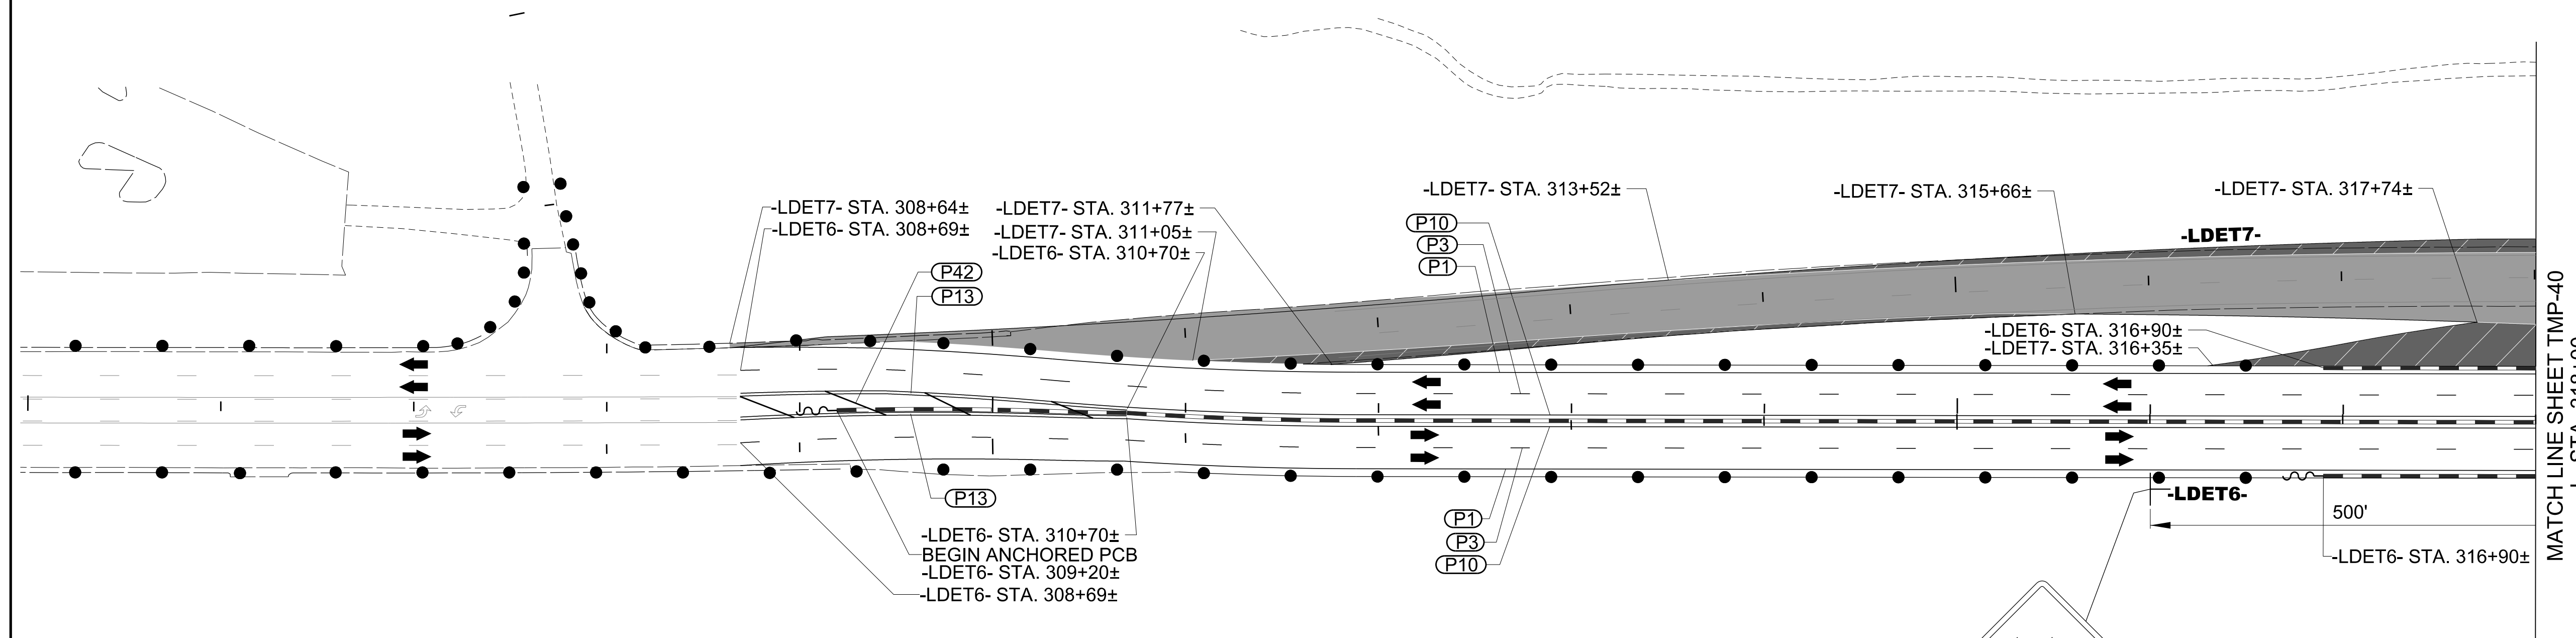 -LDET7- STA. 308+64±
-LDET6- STA. 308+69±
-LDET7- STA. 311+77±
-LDET7- STA. 311+05±
-LDET6- STA. 310+70±
P42
P13
-LDET7- STA. 313+52±
P10
P3
P1
-LDET7- STA. 315+66±
-LDET7- STA. 317+74±
-LDET7-
-LDET6- STA. 316+90±
-LDET7- STA. 316+35±
P13
-LDET6- STA. 310+70±
BEGIN ANCHORED PCB
-LDET6- STA. 309+20±
-LDET6- STA. 308+69±
P1
P3
P10
-LDET6-
500'
-LDET6- STA. 316+90±
MATCH LINE SHEET TMP-40